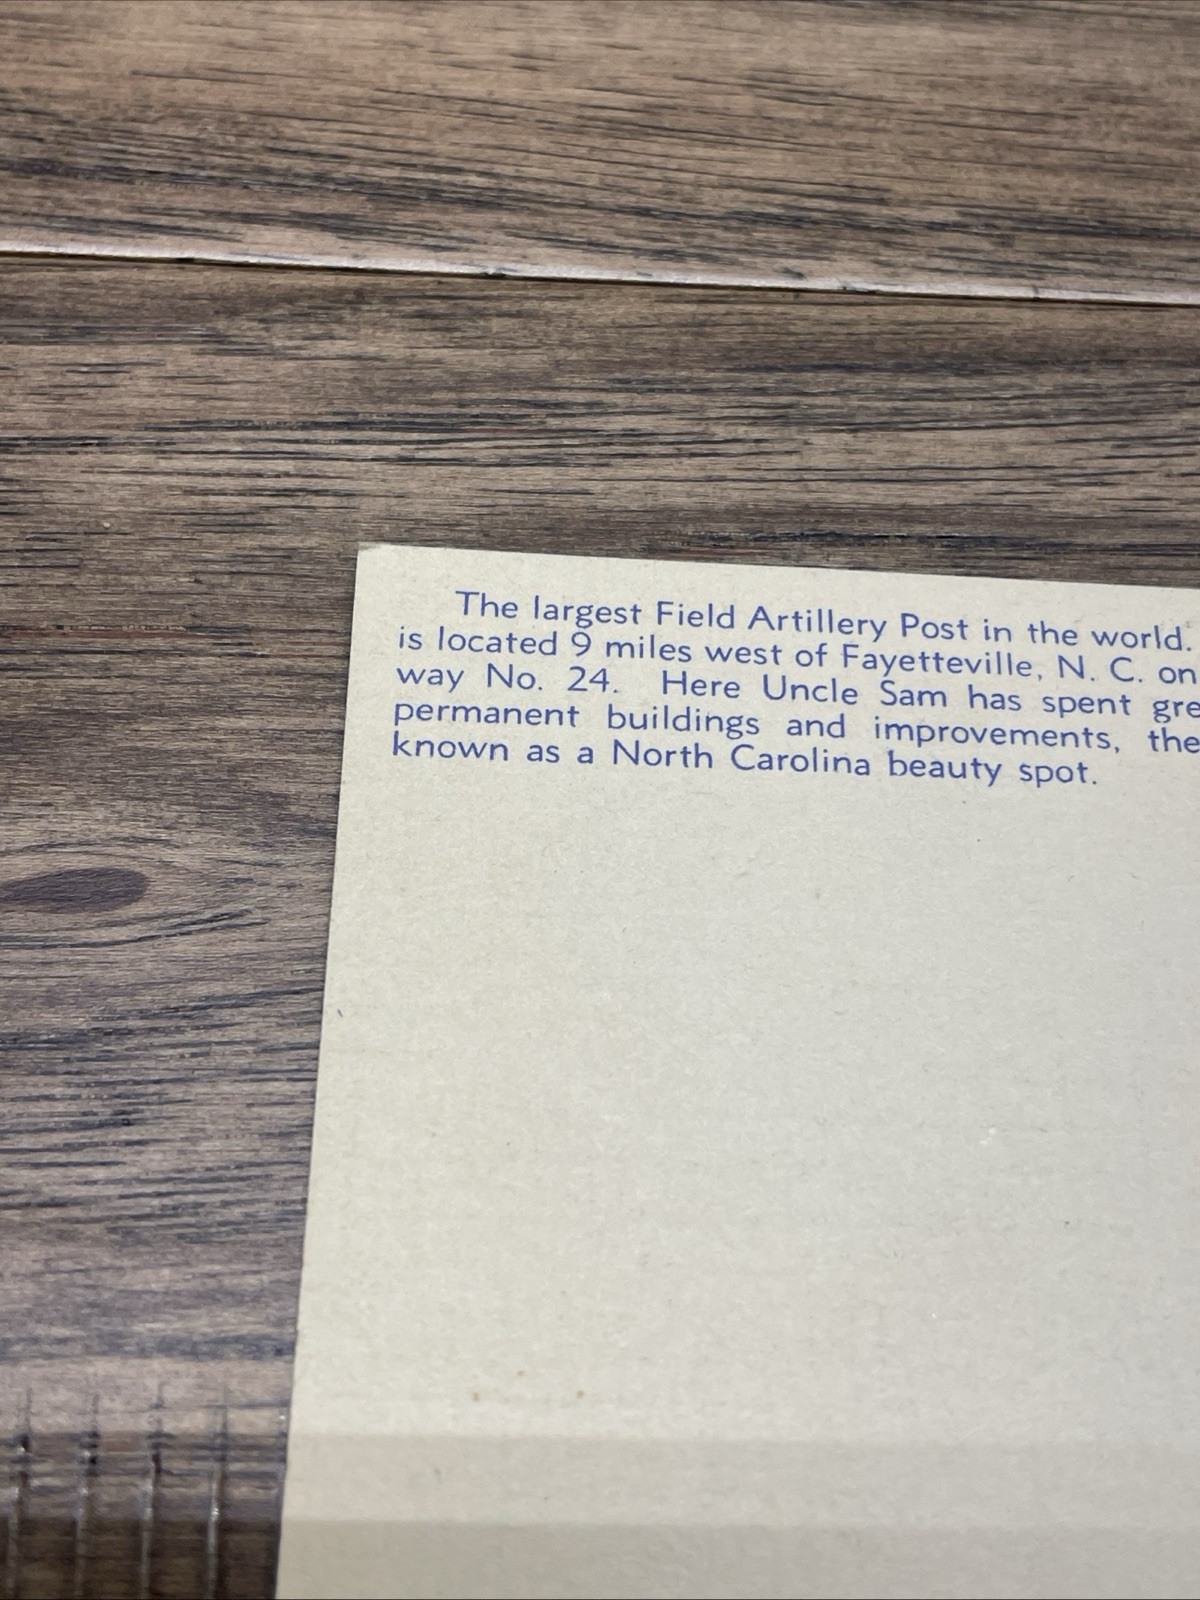 The largest Field Artillery Post in the world.
is located 9 miles west of Fayetteville, N. C. on
way No. 24. Here Uncle Sam has spent gre
permanent buildings and improvements, the
known as a North Carolina beauty spot.